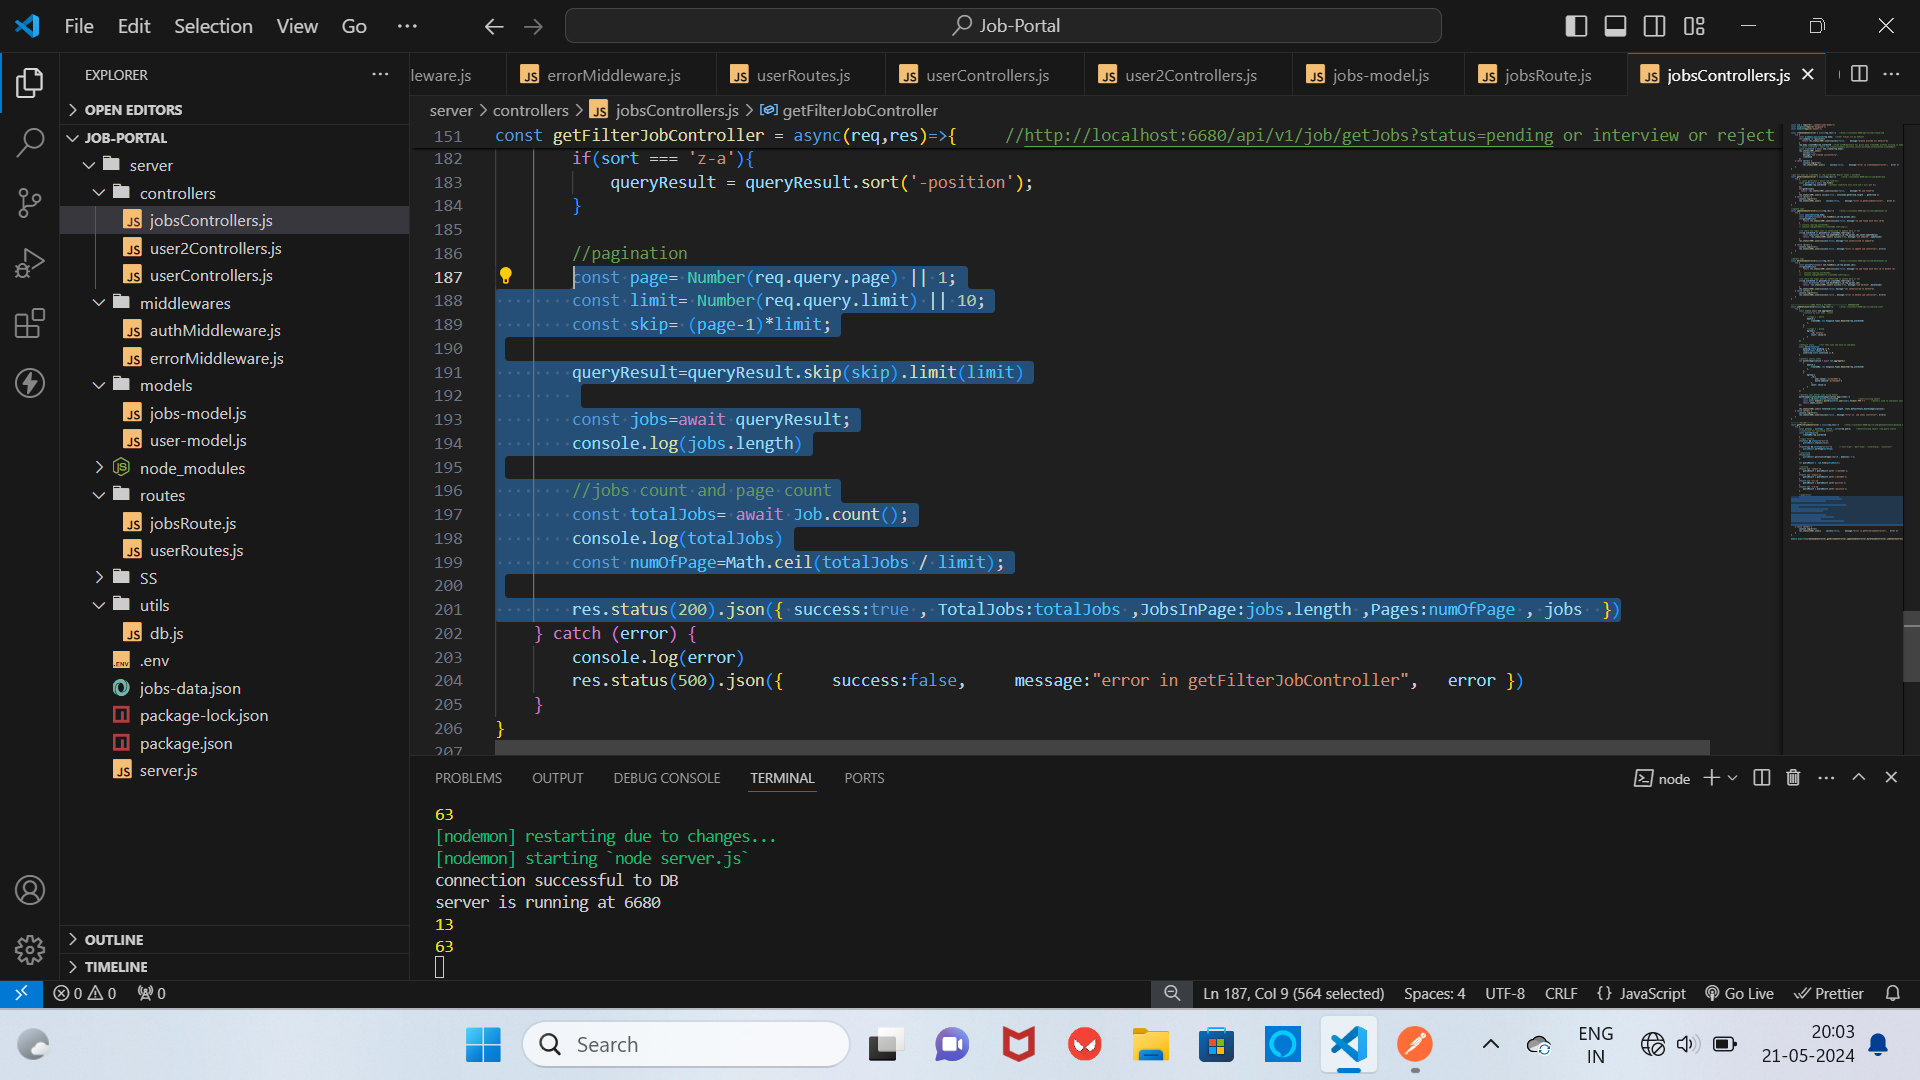 File Edit Selection View Go
Job-Portal
EXPLORER
OPEN EDITORS
JOB-PORTAL
server
controllers
jobsControllers.js
user2Controllers.js
userControllers.js
middlewares
authMiddleware.js
errorMiddleware.js
models
jobs-model.js
user-model.js
node_modules
routes
jobsRoute.js
userRoutes.js
SS
utils
db.js
.env
jobs-data.json
package-lock.json
package.json
server.js
OUTLINE
TIMELINE
leware.js errorMiddleware.js userRoutes.js userControllers.js user2Controllers.js jobs-model.js jobsRoute.js jobsControllers.js
server > controllers > jobsControllers.js > getFilterJobController
151 const getFilterJobController = async(req,res)=>{ //http://localhost:6680/api/v1/job/getJobs?status=pending or interview or reject
182 if(sort === 'z-a'){
183 queryResult = queryResult.sort('-position');
184 }
185
186 //pagination
187 const page= Number(req.query.page) || 1;
188 const limit= Number(req.query.limit) || 10;
189 const skip= (page-1)*limit;
190
191 queryResult=queryResult.skip(skip).limit(limit)
192
193 const jobs=await queryResult;
194 console.log(jobs.length)
195
196 //jobs count and page count
197 const totalJobs= await Job.count();
198 console.log(totalJobs)
199 const numOfPage=Math.ceil(totalJobs / limit);
200
201 res.status(200).json({ success:true , TotalJobs:totalJobs ,JobsInPage:jobs.length ,Pages:numOfPage , jobs })
202 } catch (error) {
203 console.log(error)
204 res.status(500).json({ success:false, message:"error in getFilterJobController", error })
205 }
206 }
207
PROBLEMS OUTPUT DEBUG CONSOLE TERMINAL PORTS
node
63
[nodemon] restarting due to changes...
[nodemon] starting `node server.js`
connection successful to DB
server is running at 6680
13
63
0 0 0
Ln 187, Col 9 (564 selected) Spaces: 4 UTF-8 CRLF {} JavaScript Go Live Prettier
Search
ENG
IN
20:03
21-05-2024